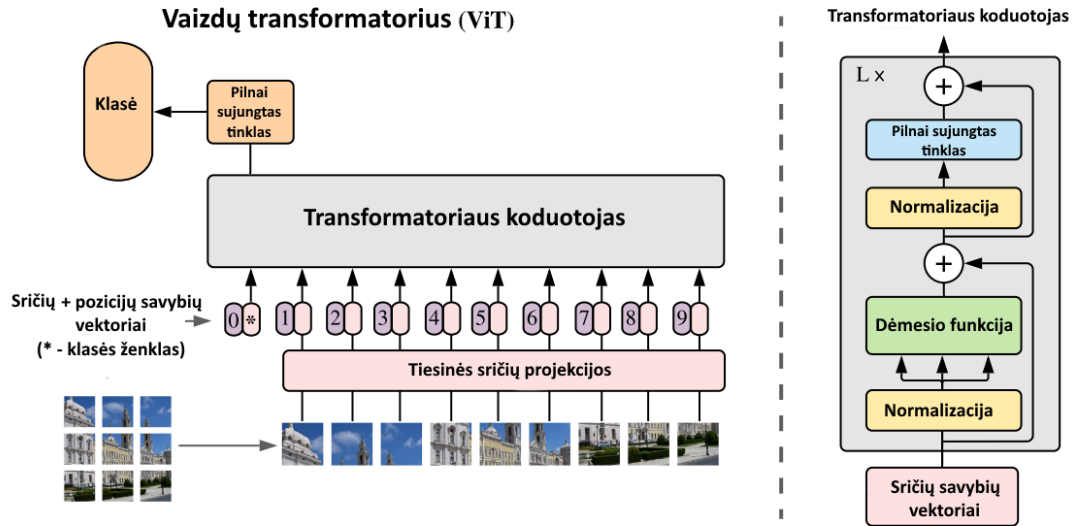 Vaizdų transformatorius (ViT)
Klasė
Pilnai
sujungtas
tinklas
Transformatoriaus koduotojas
Sričių + pozicijų savybių
vektoriai
(* - klasės ženklas)
0 * 1 2 3 4 5 6 7 8 9
Tiesinės sričių projekcijos
Transformatoriaus koduotojas
L ×
+
Pilnai sujungtas
tinklas
Normalizacija
+
Dėmesio funkcija
Normalizacija
Sričių savybių
vektoriai